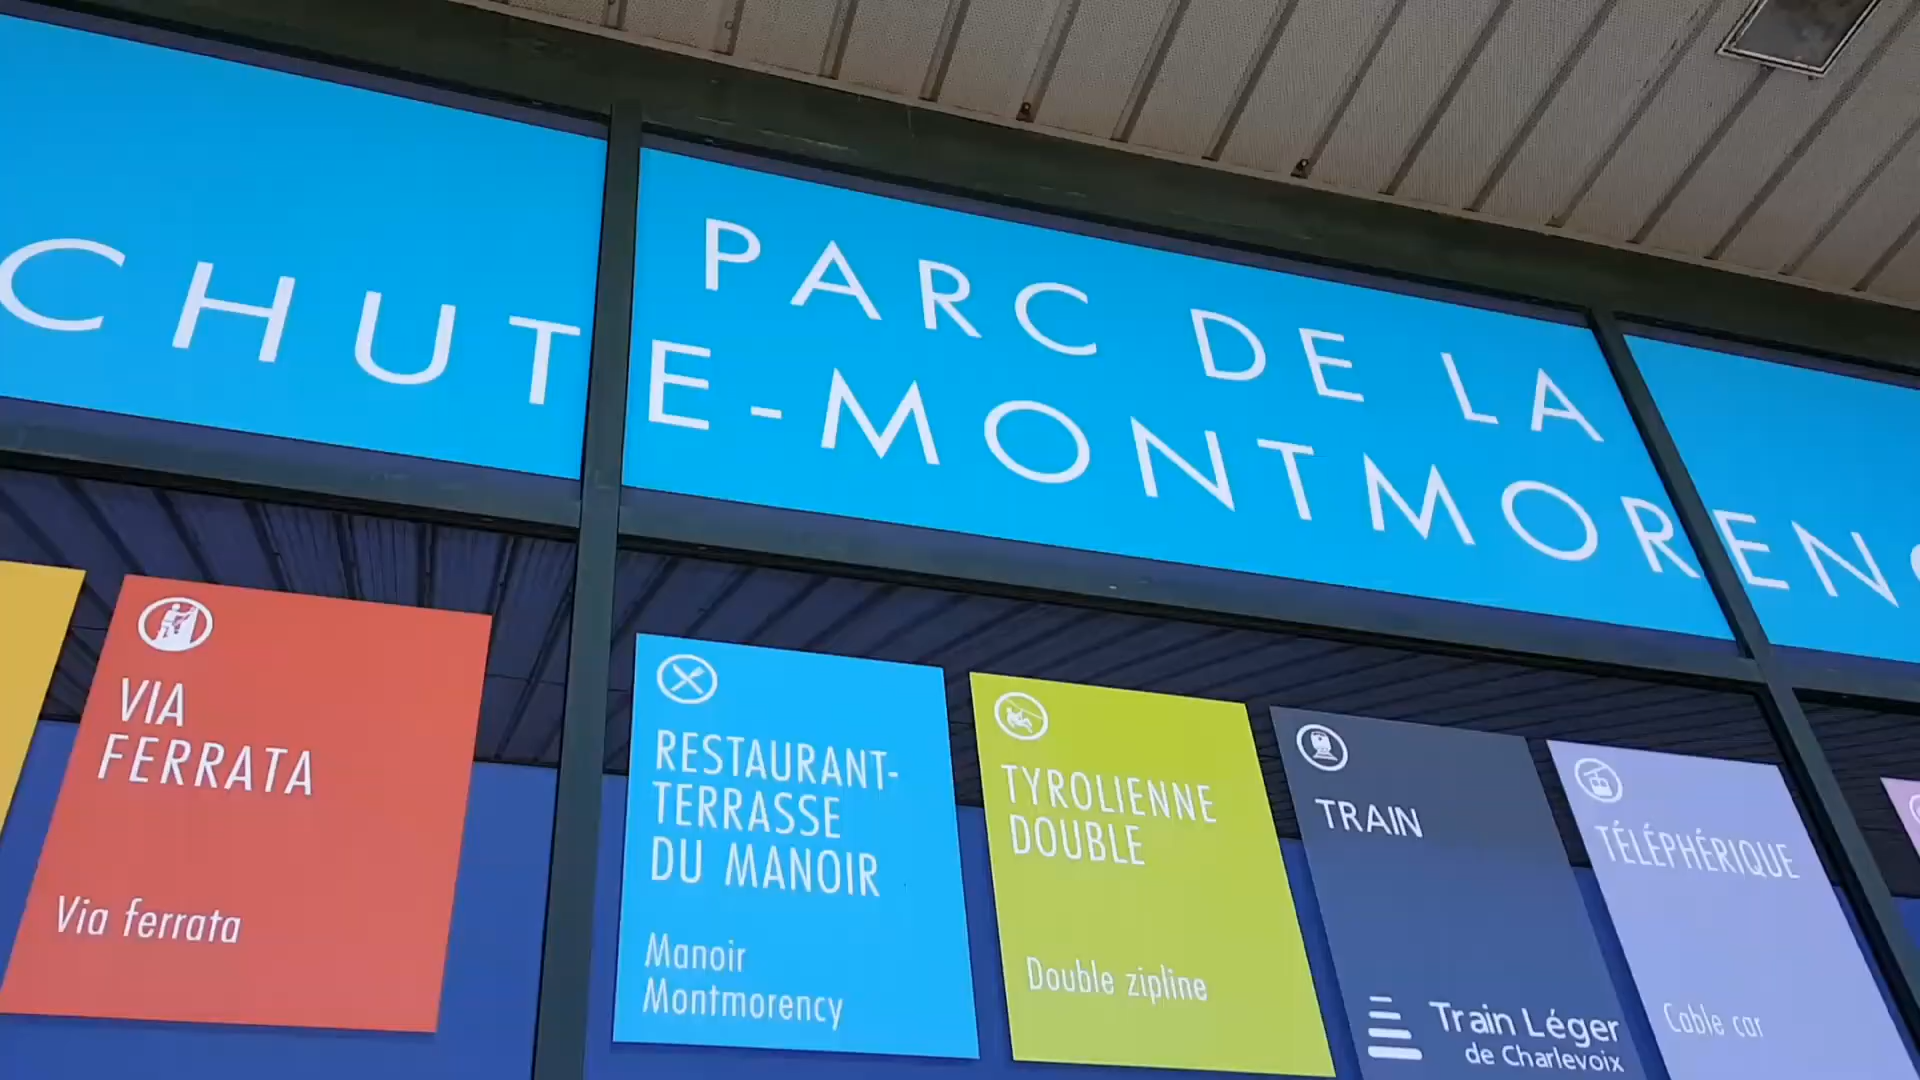 PARC DE LA
CHUTE-MONTMORENC
VIA
FERRATA
Via ferrata
RESTAURANT-
TERRASSE
DU MANOIR
Manoir
Montmorency
TYROLIENNE
DOUBLE
Double zipline
TRAIN
Train Léger
de Charlevoix
TÉLÉPHÉRIQUE
Cable car